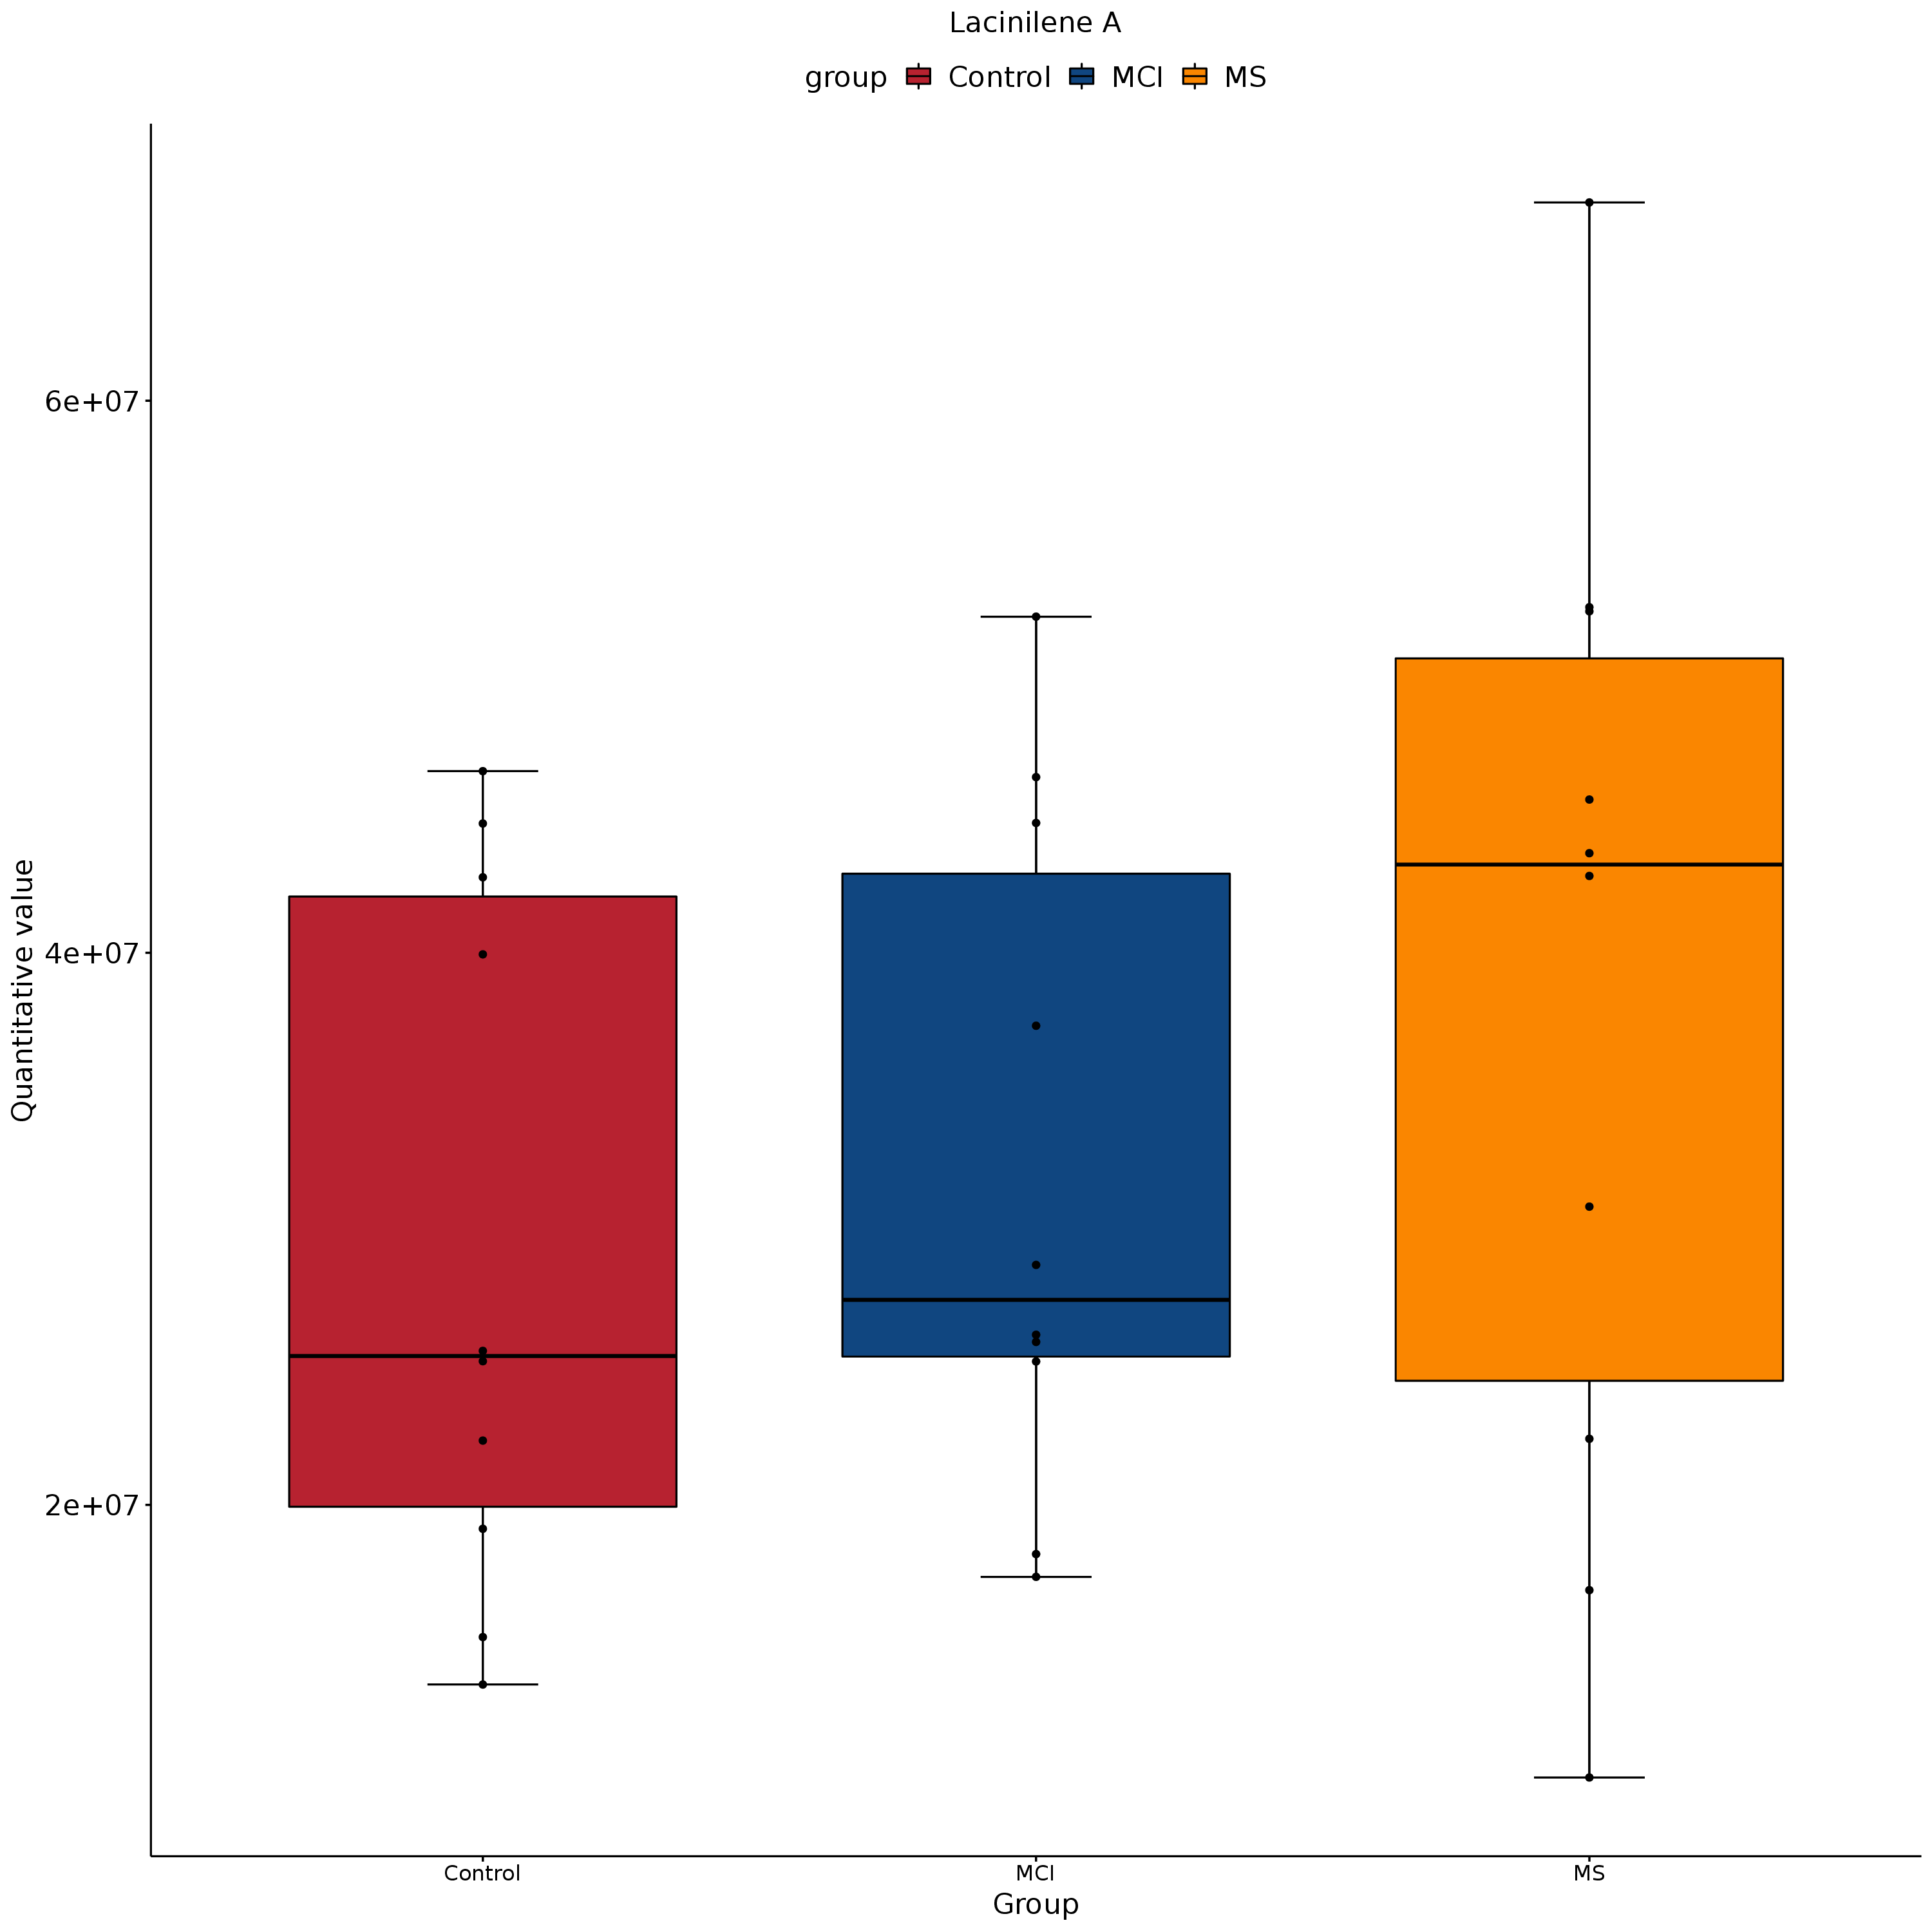 Lacinilene A
group Control MCI MS
6e+07
4e+07
2e+07
Quantitative value
Control MCI MS
Group